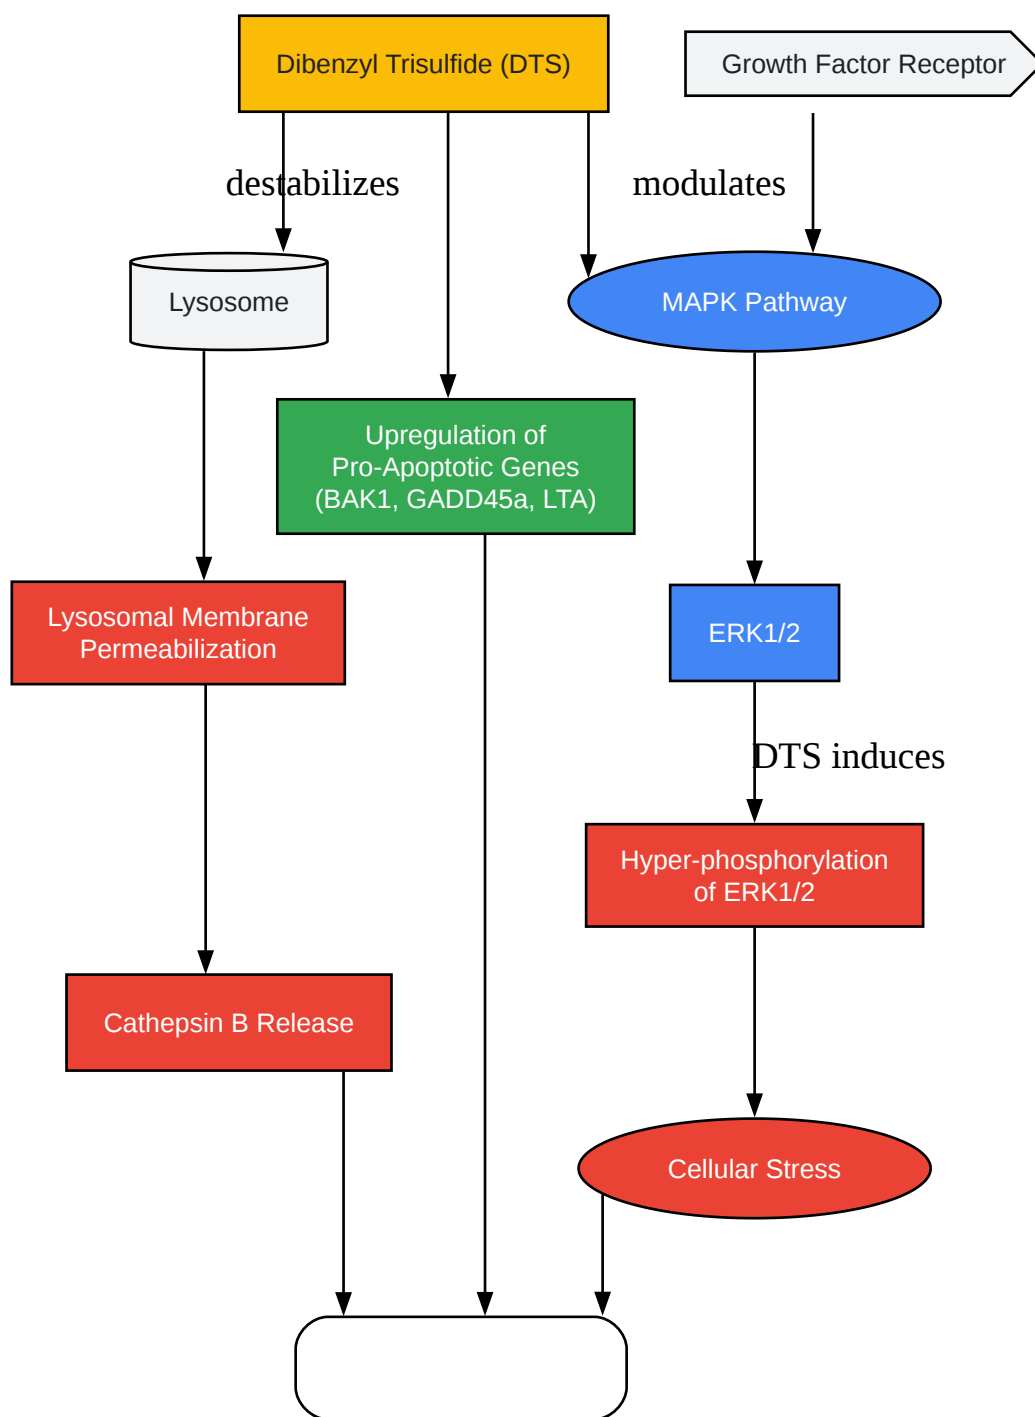 Dibenzyl Trisulfide (DTS)
Growth Factor Receptor
destabilizes
modulates
Lysosome
MAPK Pathway
Upregulation of
Pro-Apoptotic Genes
(BAK1, GADD45a, LTA)
Lysosomal Membrane
Permeabilization
ERK1/2
DTS induces
Hyper-phosphorylation
of ERK1/2
Cathepsin B Release
Cellular Stress